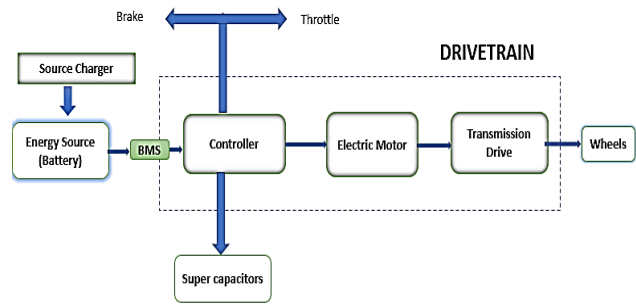 Brake
Throttle
DRIVETRAIN
Source Charger
Energy Source
(Battery)
BMS
Controller
Electric Motor
Transmission
Drive
Wheels
Super capacitors